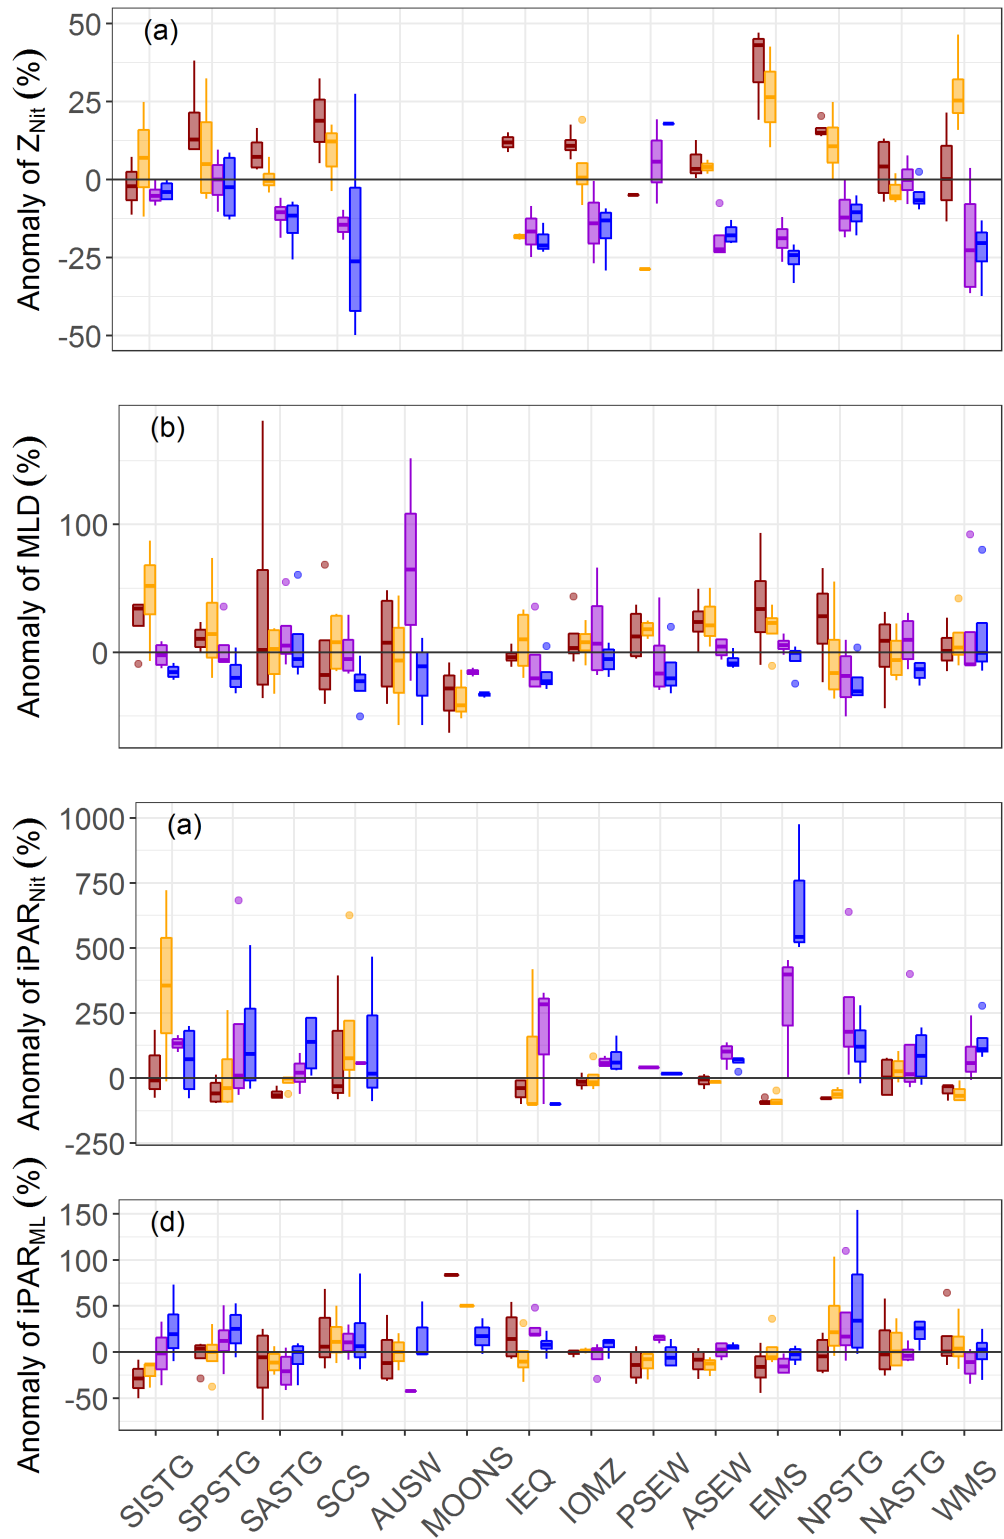 (a)
Anomaly of Z_Nit (%)
50
25
0
-25
-50
(b)
Anomaly of MLD (%)
100
0
(a)
Anomaly of iPAR_Nit (%)
1000
750
500
250
0
-250
(d)
Anomaly of iPAR_ML (%)
150
100
50
0
-50
SISTG SPSTG SASTG SCS AUSW MOONS IEQ IOMZ PSEW ASEW EMS NPSTG NASTG WMS